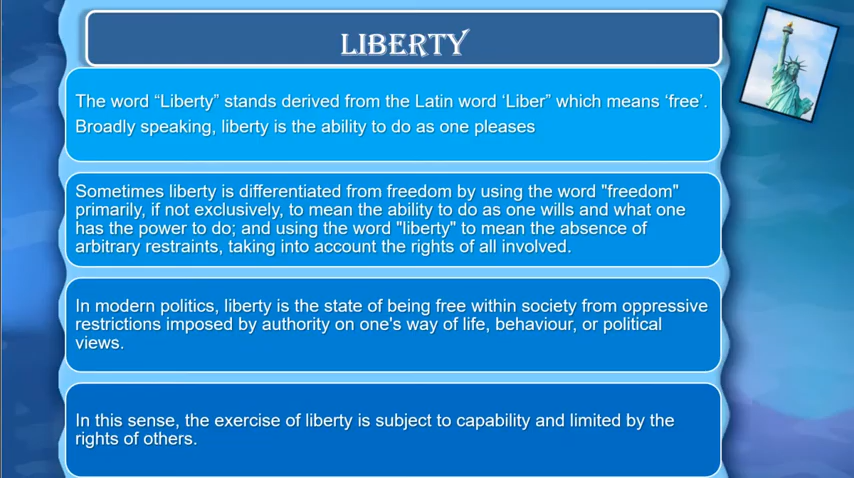 LIBERTY
The word “Liberty” stands derived from the Latin word ‘Liber” which means ‘free’.
Broadly speaking, liberty is the ability to do as one pleases
Sometimes liberty is differentiated from freedom by using the word "freedom"
primarily, if not exclusively, to mean the ability to do as one wills and what one
has the power to do; and using the word "liberty" to mean the absence of
arbitrary restraints, taking into account the rights of all involved.
In modern politics, liberty is the state of being free within society from oppressive
restrictions imposed by authority on one's way of life, behaviour, or political
views.
In this sense, the exercise of liberty is subject to capability and limited by the
rights of others.